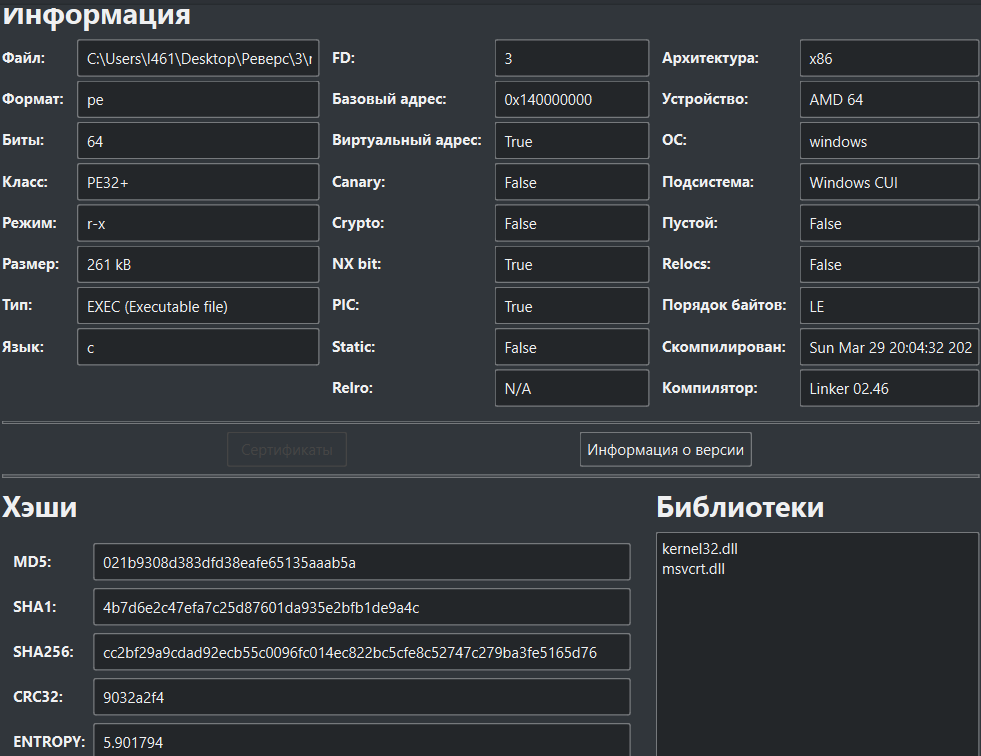 Информация
Файл: C:\Users\l461\Desktop\Реверс\3\r FD: 3 Архитектура: x86
Формат: pe Базовый адрес: 0x140000000 Устройство: AMD 64
Биты: 64 Виртуальный адрес: True ОС: windows
Класс: PE32+ Canary: False Подсистема: Windows CUI
Режим: r-x Crypto: False Пустой: False
Размер: 261 kB NX bit: True Relocs: False
Тип: EXEC (Executable file) PIC: True Порядок байтов: LE
Язык: c Static: False Скомпилирован: Sun Mar 29 20:04:32 202
Relro: N/A Компилятор: Linker 02.46
Сертификаты Информация о версии
Хэши Библиотеки
MD5: 021b9308d383dfd38eafe65135aaab5a
SHA1: 4b7d6e2c47efa7c25d87601da935e2bfb1de9a4c
SHA256: cc2bf29a9cdad92ecb55c0096fc014ec822bc5cfe8c52747c279ba3fe5165d76
CRC32: 9032a2f4
ENTROPY: 5.901794
kernel32.dll
msvcrt.dll